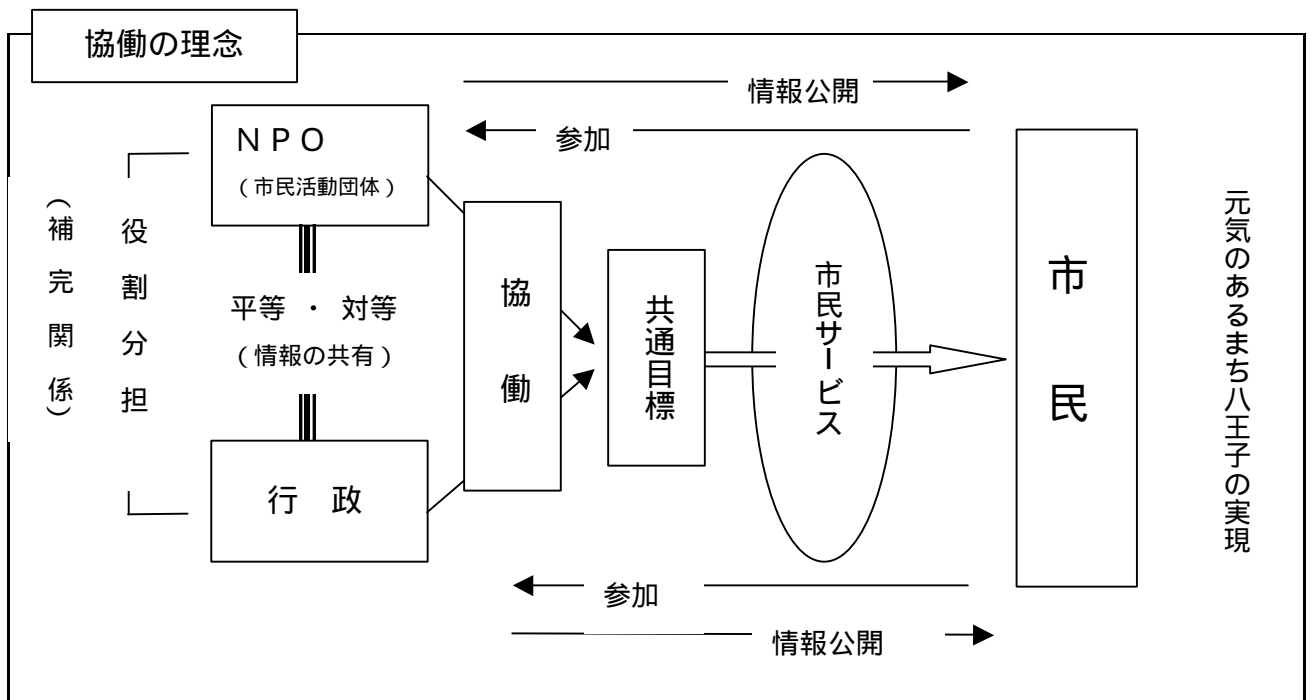 協働の理念
情報公開
参加
NPO
(市民活動団体)
(補完関係)
役割分担
平等 ・ 対等
(情報の共有)
行 政
協働
共通目標
市民サービス
市民
元気のあるまち八王子の実現
参加
情報公開